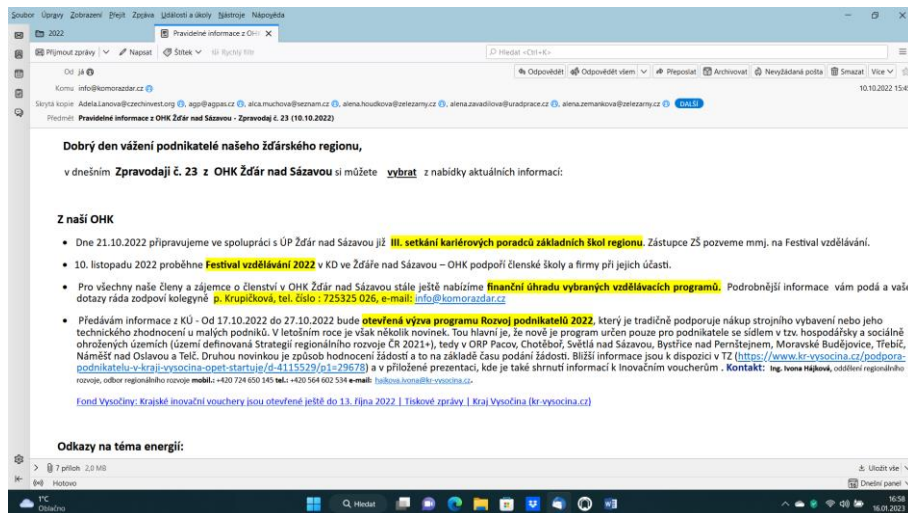 Soubor Úpravy Zobrazení Přejít Zpráva Události a úkoly Nástroje Nápověda
2022 Pravidelné informace z OH
Přijmout zprávy Napsat Štítek Rychlý filtr Hledat <Ctrl+K>
Od já Odpovědět Odpovědět všem Přeposlat Archivovat Nevyžádaná pošta Smazat Více
Komu info@komorazdar.cz 10.10.2022 15:45
Skrytá kopie Adela.Lanova@czechinvest.org, agp@agpas.cz, alca.muchova@seznam.cz, alena.houdkova@zelezarny.cz, alena.zavadilova@uradprace.cz, alena.zemankova@zelezarny.cz DALŠÍ
Předmět Pravidelné informace z OHK Žďár nad Sázavou - Zpravodaj č. 23 (10.10.2022)
Dobrý den vážení podnikatelé našeho žďárského regionu,
v dnešním Zpravodaji č. 23 z OHK Žďár nad Sázavou si můžete vybrat z nabídky aktuálních informací:
Z naší OHK
• Dne 21.10.2022 připravujeme ve spolupráci s ÚP Žďár nad Sázavou již III. setkání kariérových poradců základních škol regionu. Zástupce ZŠ pozveme mmj. na Festival vzdělávání.
• 10. listopadu 2022 proběhne Festival vzdělávání 2022 v KD ve Žďáře nad Sázavou – OHK podpoří členské školy a firmy při jejich účasti.
• Pro všechny naše členy a zájemce o členství v OHK Žďár nad Sázavou stále ještě nabízíme finanční úhradu vybraných vzdělávacích programů. Podrobnější informace vám podá a vaše
dotazy ráda zodpoví kolegyně p. Krupičková, tel. číslo : 725325 026, e-mail: info@komorazdar.cz
• Předávám informace z KÚ - Od 17.10.2022 do 27.10.2022 bude otevřená výzva programu Rozvoj podnikatelů 2022, který je tradičně podporuje nákup strojního vybavení nebo jeho
technického zhodnocení u malých podniků. V letošním roce je však několik novinek. Tou hlavní je, že nově je program určen pouze pro podnikatele se sídlem v tzv. hospodářsky a sociálně
ohrožených územích (území definovaná Strategií regionálního rozvoje ČR 2021+), tedy v ORP Pacov, Chotěboř, Světlá nad Sázavou, Bystřice nad Pernštejnem, Moravské Budějovice, Třebíč,
Náměšť nad Oslavou a Telč. Druhou novinkou je způsob hodnocení žádostí a to na základě času podání žádosti. Bližší informace jsou k dispozici v TZ (https://www.kr-vysocina.cz/podpora-
podnikatelu-v-kraji-vysocina-opet-startuje/d-4115529/p1=29678) a v přiložené prezentaci, kde je také shrnutí informací k Inovačním voucherům . Kontakt: Ing. Ivona Hájková, oddělení regionálního
rozvoje, odbor regionálního rozvoje mobil.: +420 724 650 145 tel.: +420 564 602 534 e-mail: hajkova.ivona@kr-vysocina.cz.
Fond Vysočiny: Krajské inovační vouchery jsou otevřené ještě do 13. října 2022 | Tiskové zprávy | Kraj Vysočina (kr-vysocina.cz)
Odkazy na téma energií:
7 příloh 2,0 MB Uložit vše
Hotovo Dnešní panel
1°C
Oblačno
Hledat
16:58
16.01.2023